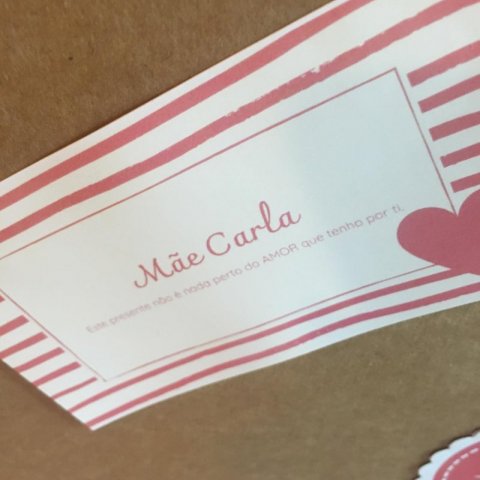 Mãe Carla
Este presente não é nada perto do AMOR que tenho por ti.